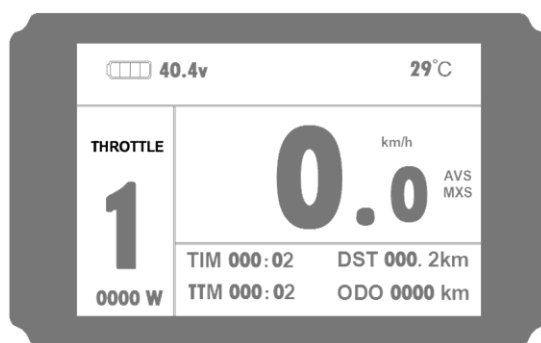 40.4v 29°C
THROTTLE
1
0000 W
km/h
0.0
AVS
MXS
TIM 000:02 DST 000. 2km
TTM 000:02 ODO 0000 km